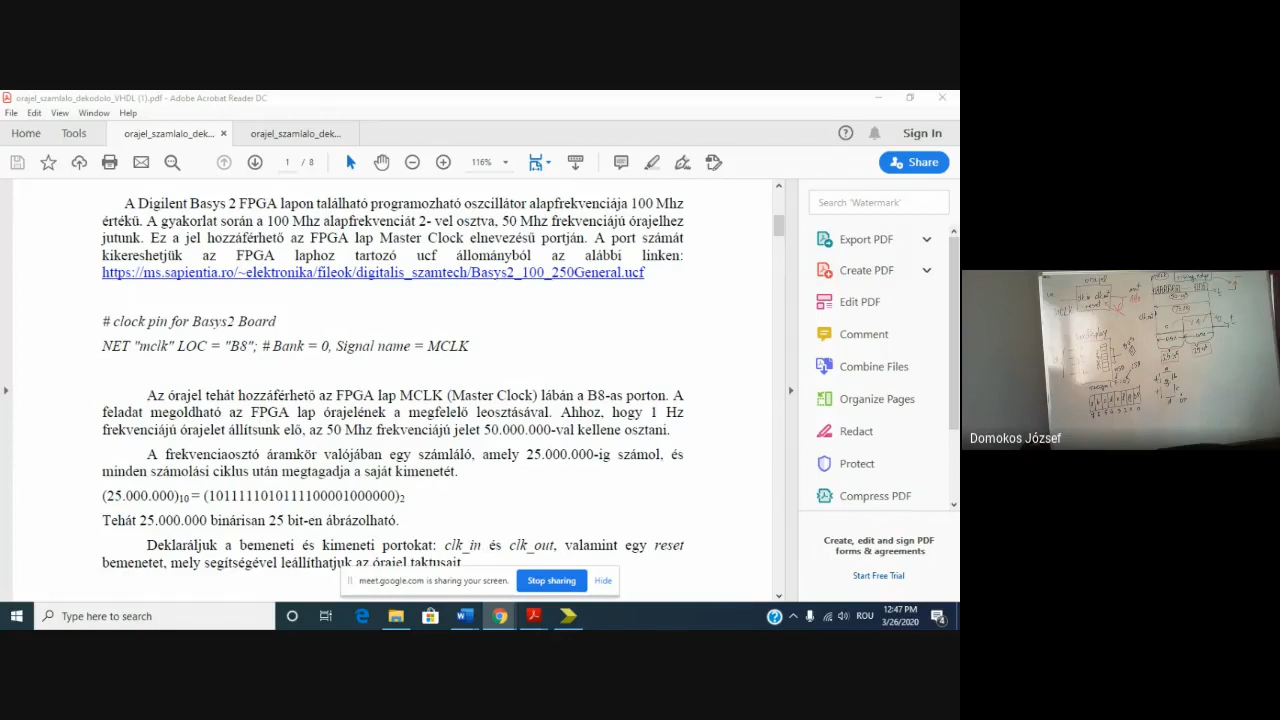 orajel_szamlalo_dekodolo_VHDL (1).pdf - Adobe Acrobat Reader DC
File Edit View Window Help
Home Tools orajel_szamlalo_dek... × orajel_szamlalo_dek... Sign In
1 / 8 116% Share
A Digilent Basys 2 FPGA lapon található programozható oszcillátor alapfrekvenciája 100 Mhz
értékü. A gyakorlat során a 100 Mhz alapfrekvenciát 2- vel osztva, 50 Mhz frekvenciájú órajelhez
jutunk. Ez a jel hozzáférhető az FPGA lap Master Clock elnevezésű portján. A port számát
kikereshetjük az FPGA laphoz tartozó ucf állományból az alábbi linken:
https://ms.sapientia.ro/~elektronika/fileok/digitalis_szamtech/Basys2_100_250General.ucf
# clock pin for Basys2 Board
NET "mclk" LOC = "B8"; # Bank = 0, Signal name = MCLK
Az órajel tehát hozzáférhető az FPGA lap MCLK (Master Clock) lábán a B8-as porton. A
feladat megoldható az FPGA lap órajelének a megfelelő leosztásával. Ahhoz, hogy 1 Hz
frekvenciájú órajelet állítsunk elő, az 50 Mhz frekvenciájú jelet 50.000.000-val kellene osztani.
A frekvenciaosztó áramkör valójában egy számláló, amely 25.000.000-ig számol, és
minden számolási ciklus után megtagadja a saját kimenetét.
(25.000.000)10 = (1011111010111100001000000)2
Tehát 25.000.000 binárisan 25 bit-en ábrázolható.
Deklaráljuk a bemeneti és kimeneti portokat: clk_in és clk_out, valamint egy reset
bemenetet, mely segítségével leállíthatjuk az órajel taktusait.
Search 'Watermark'
Export PDF
Create PDF
Edit PDF
Comment
Combine Files
Organize Pages
Redact
Protect
Compress PDF
Create, edit and sign PDF
forms & agreements
Start Free Trial
meet.google.com is sharing your screen. Stop sharing Hide
Type here to search
ROU
12:47 PM
3/26/2020
4
Domokos József